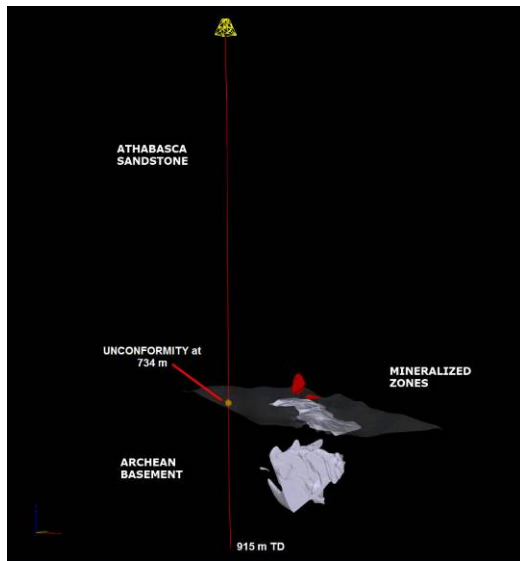 ATHABASCA
SANDSTONE
UNCONFORMITY at
734 m
MINERALIZED
ZONES
ARCHEAN
BASEMENT
915 m TD